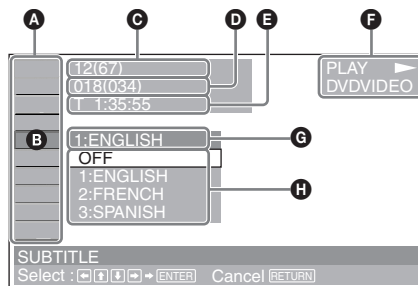 A
C
D
E
F
12(67)
018(034)
T 1:35:55
PLAY
DVDVIDEO
B
1:ENGLISH
G
OFF
1:ENGLISH
2:FRENCH
3:SPANISH
H
SUBTITLE
Select : ←↑↓→ → ENTER Cancel RETURN